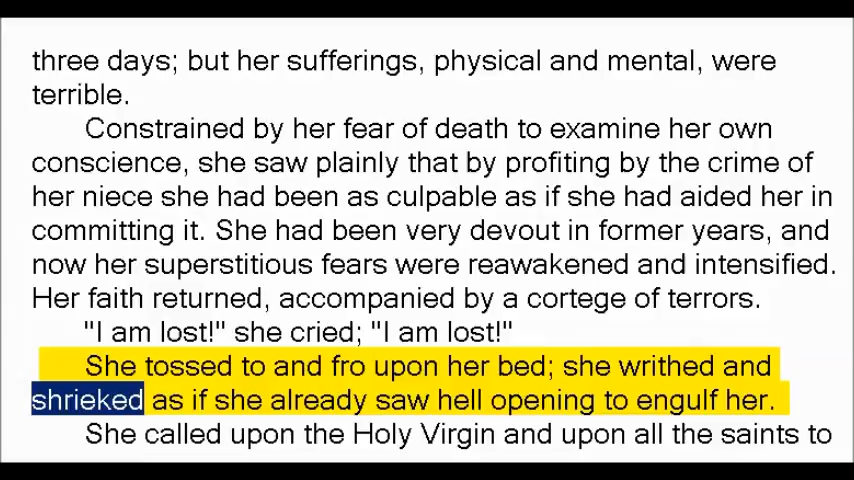 three days; but her sufferings, physical and mental, were
terrible.
Constrained by her fear of death to examine her own
conscience, she saw plainly that by profiting by the crime of
her niece she had been as culpable as if she had aided her in
committing it. She had been very devout in former years, and
now her superstitious fears were reawakened and intensified.
Her faith returned, accompanied by a cortege of terrors.
"I am lost!" she cried; "I am lost!"
She tossed to and fro upon her bed; she writhed and
shrieked as if she already saw hell opening to engulf her.
She called upon the Holy Virgin and upon all the saints to